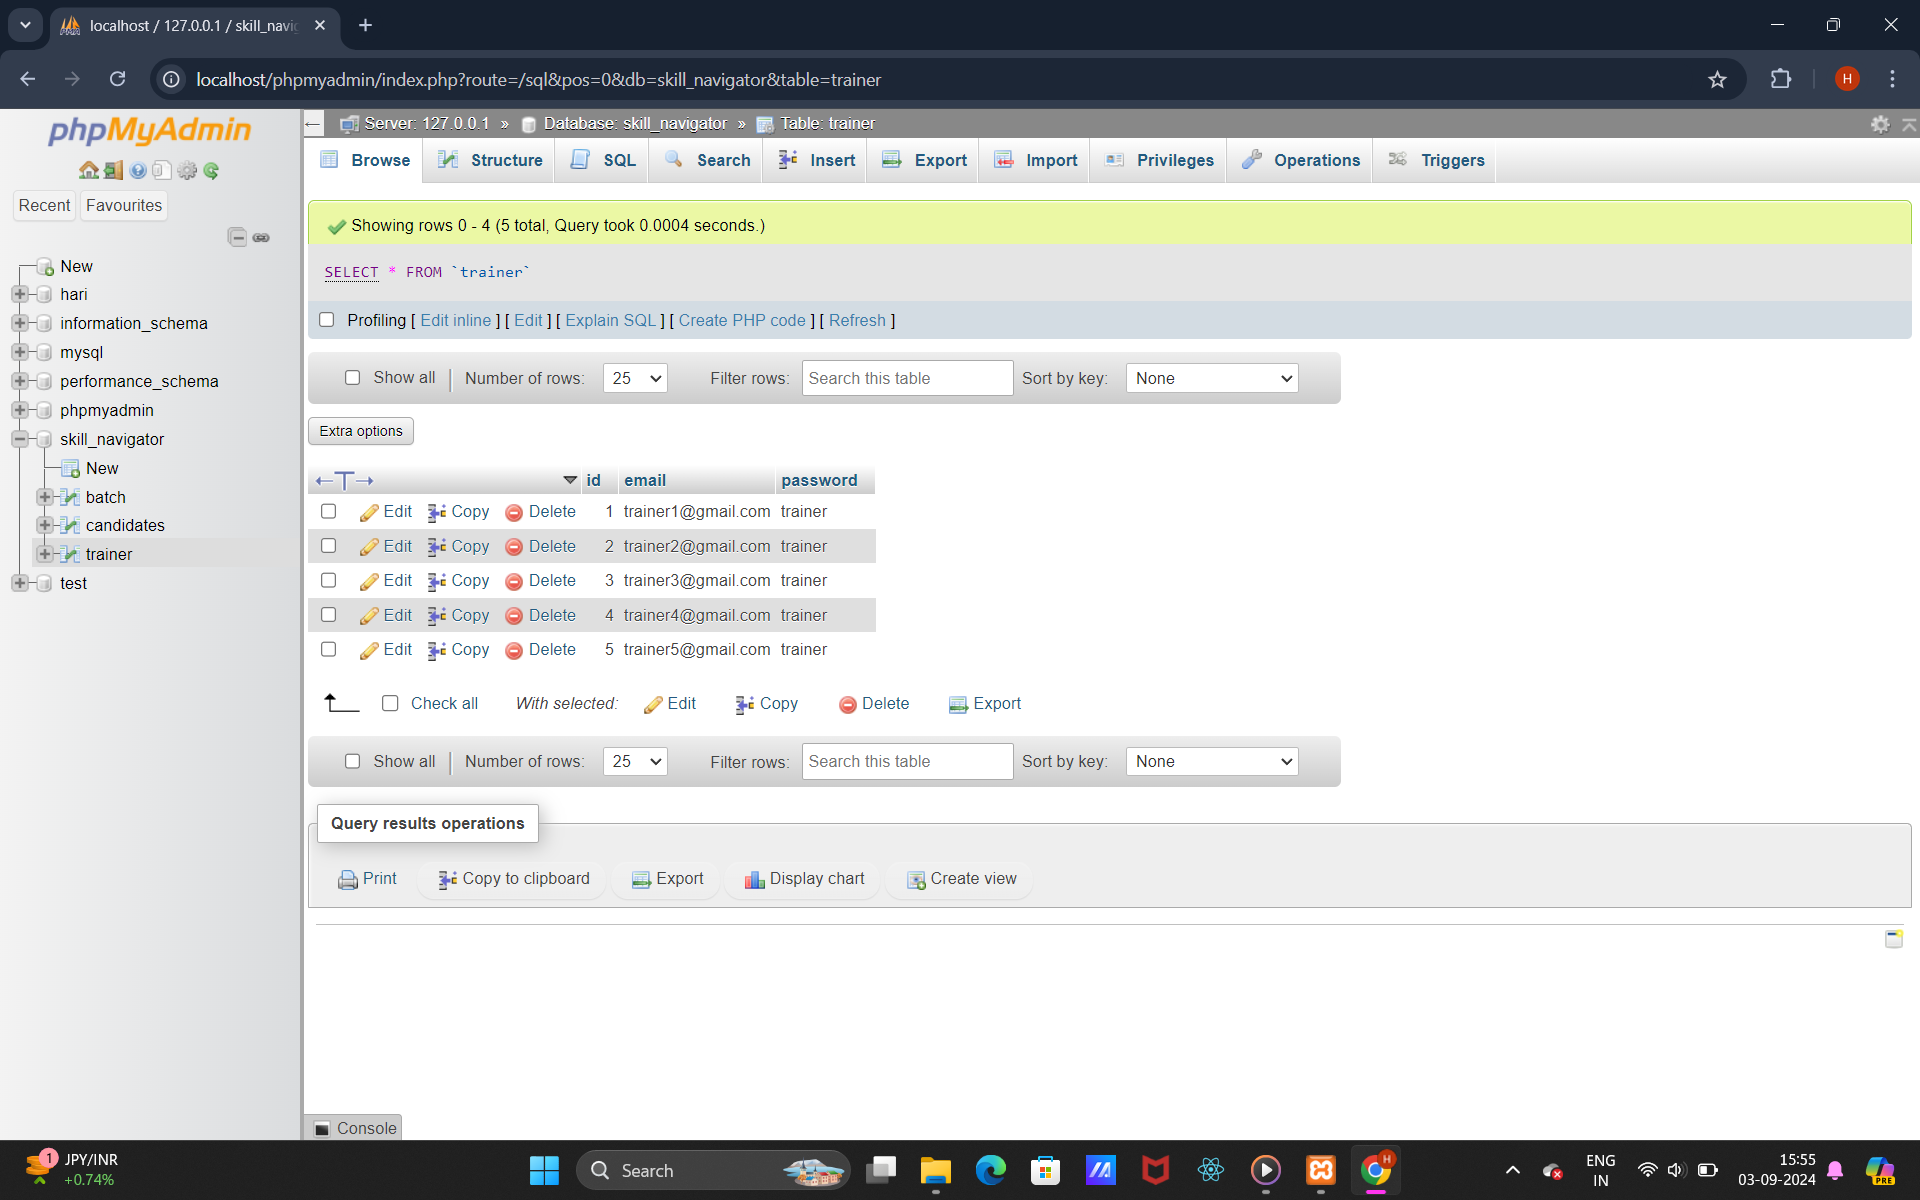 localhost / 127.0.0.1 / skill_navig
localhost/phpmyadmin/index.php?route=/sql&pos=0&db=skill_navigator&table=trainer
H
phpMyAdmin
Recent Favourites
New
hari
information_schema
mysql
performance_schema
phpmyadmin
skill_navigator
New
batch
candidates
trainer
test
Server: 127.0.0.1 » Database: skill_navigator » Table: trainer
Browse Structure SQL Search Insert Export Import Privileges Operations Triggers
Showing rows 0 - 4 (5 total, Query took 0.0004 seconds.)
SELECT * FROM `trainer`
Profiling [ Edit inline ] [ Edit ] [ Explain SQL ] [ Create PHP code ] [ Refresh ]
Show all Number of rows: 25 Filter rows: Search this table Sort by key: None
Extra options
id email password
Edit Copy Delete 1 trainer1@gmail.com trainer
Edit Copy Delete 2 trainer2@gmail.com trainer
Edit Copy Delete 3 trainer3@gmail.com trainer
Edit Copy Delete 4 trainer4@gmail.com trainer
Edit Copy Delete 5 trainer5@gmail.com trainer
Check all With selected: Edit Copy Delete Export
Show all Number of rows: 25 Filter rows: Search this table Sort by key: None
Query results operations
Print Copy to clipboard Export Display chart Create view
Console
1 JPY/INR
+0.74%
Search
H
ENG
IN
15:55
03-09-2024
PRE